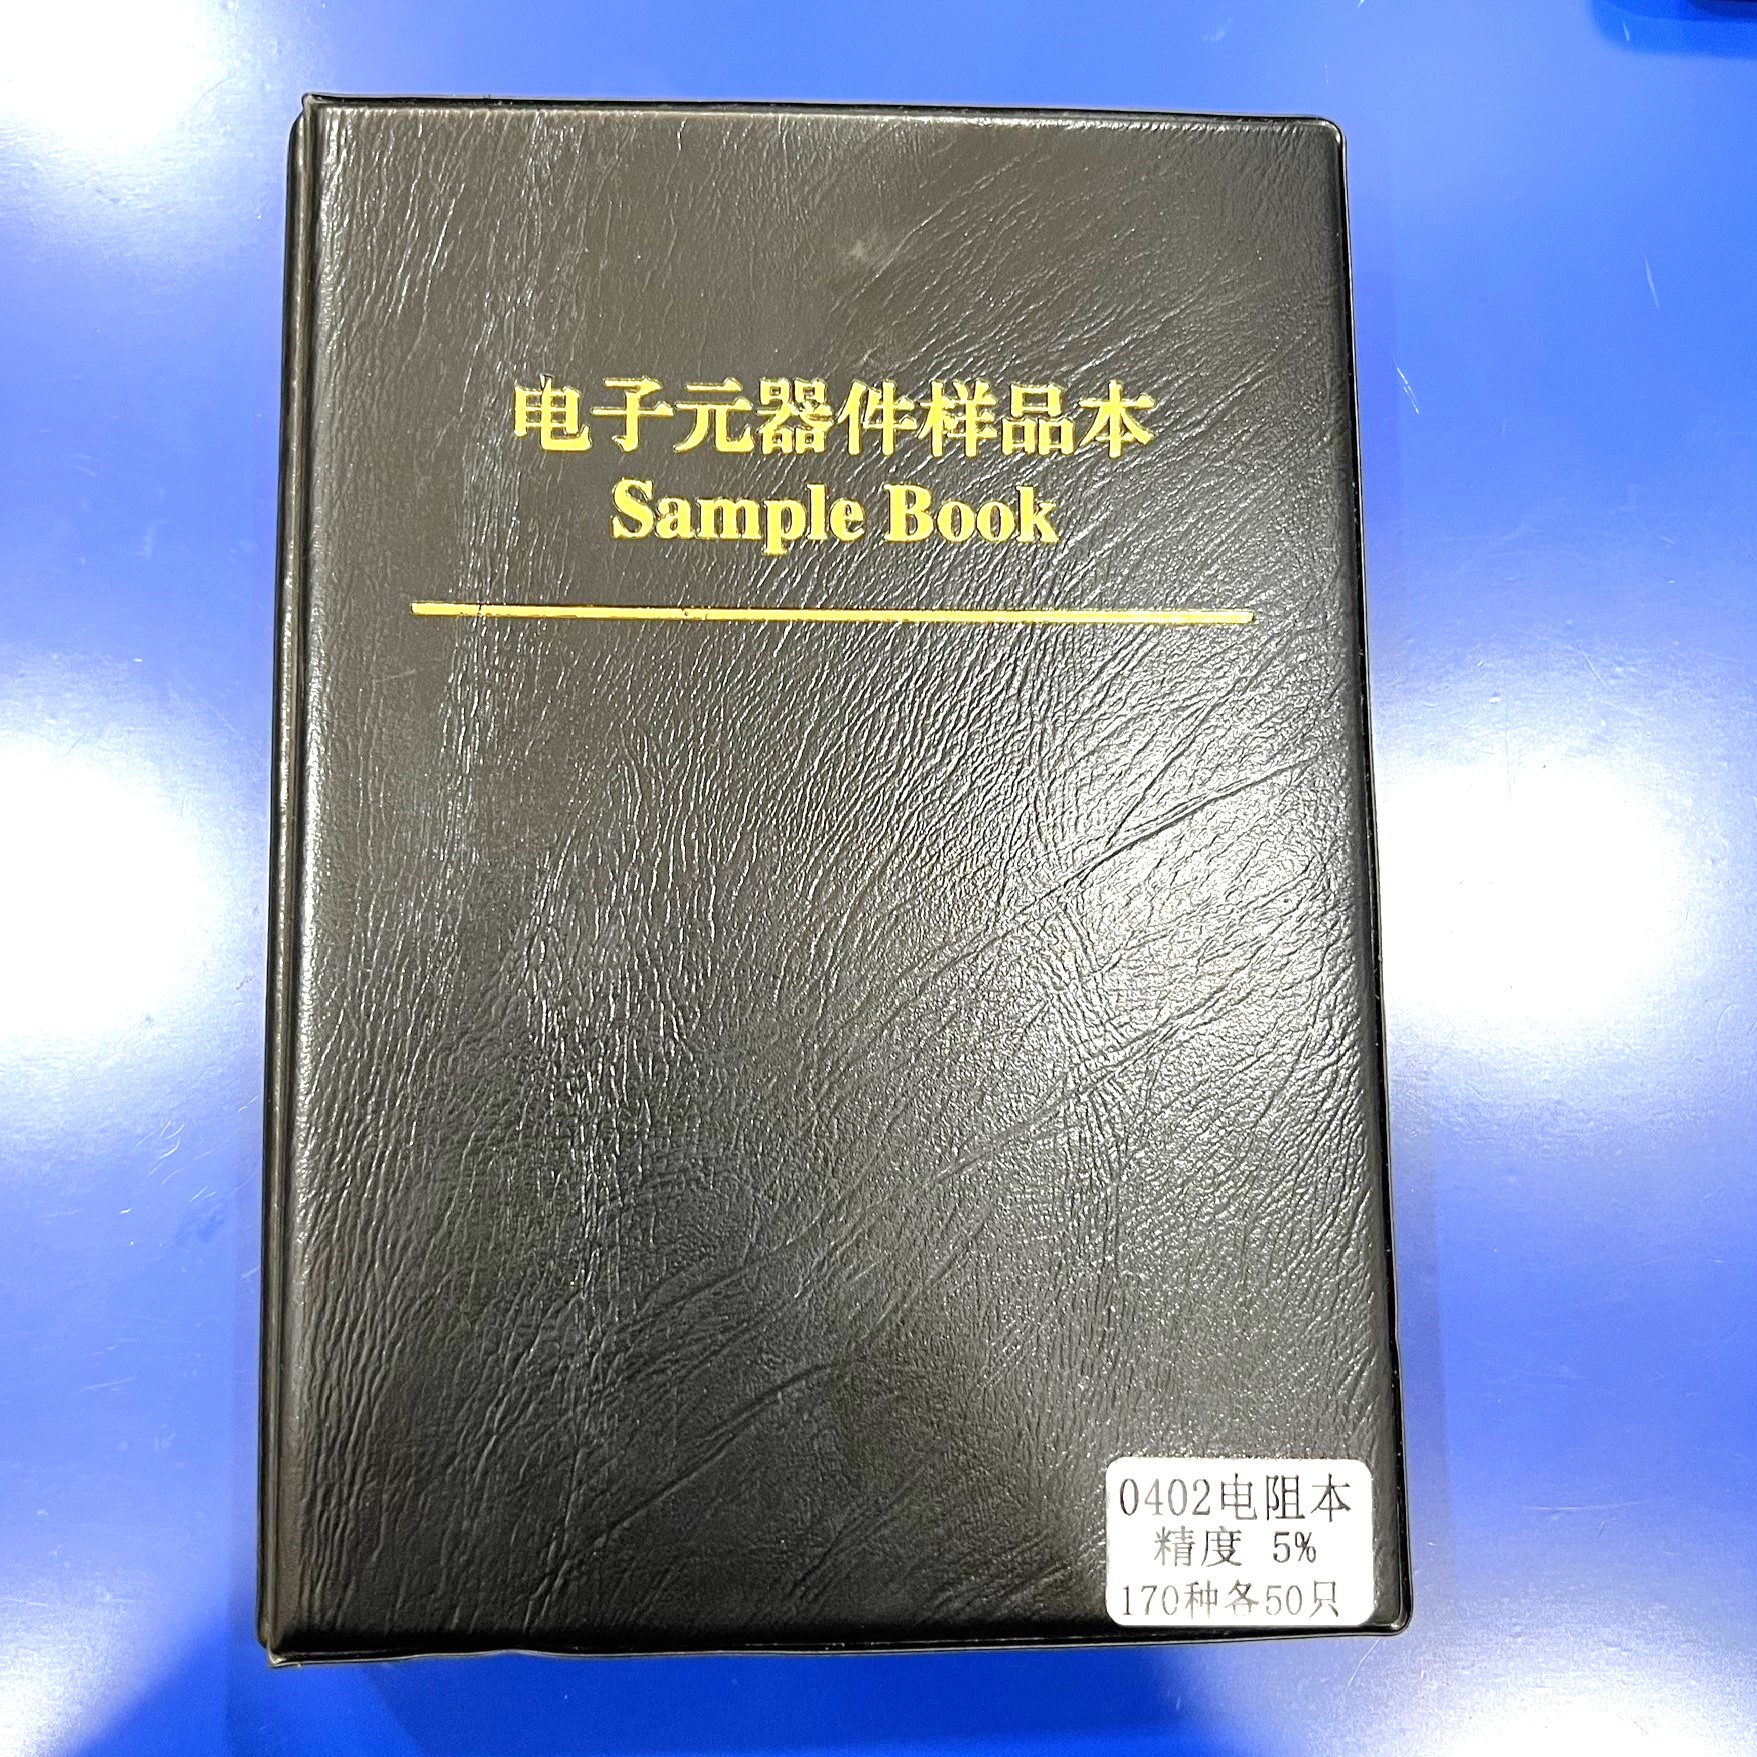 电子元器件样品本
Sample Book
0402电阻本
精度 5%
170种各50只